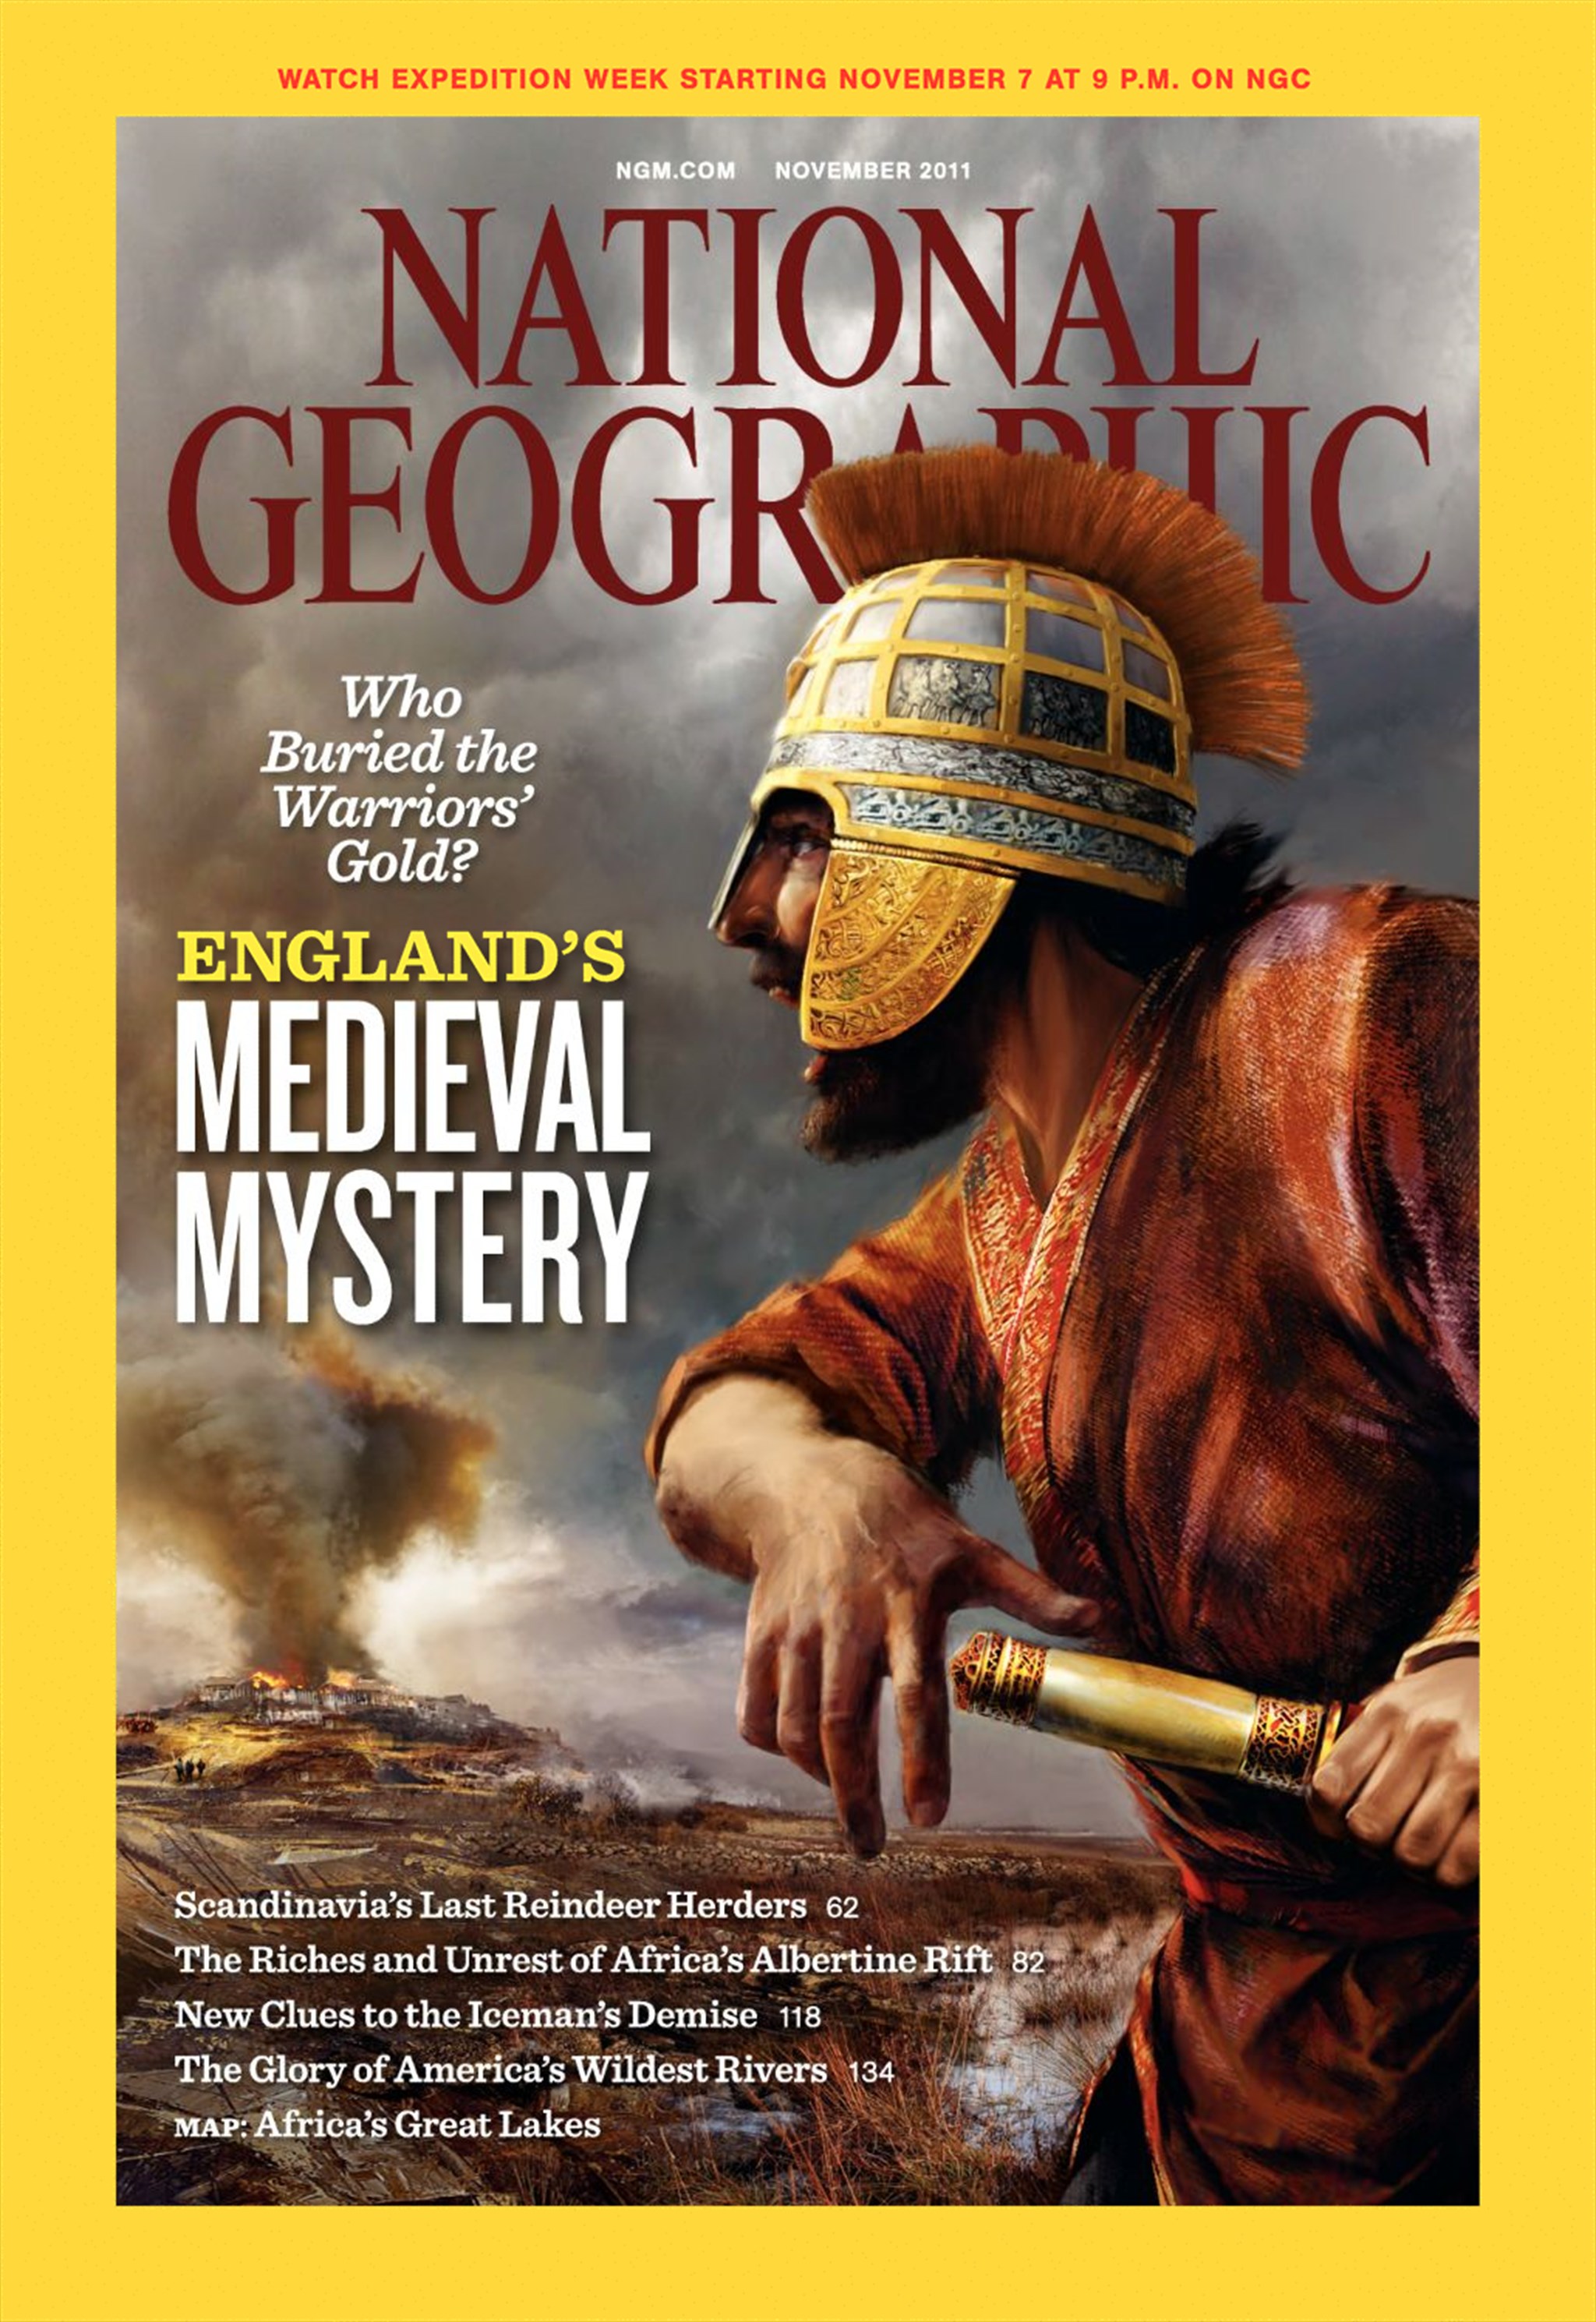 WATCH EXPEDITION WEEK STARTING NOVEMBER 7 AT 9 P.M. ON NGC
NGM.COM NOVEMBER 2011
NATIONAL
GEOGRAPHIC
Who
Buried the
Warriors’
Gold?
ENGLAND’S
MEDIEVAL
MYSTERY
Scandinavia’s Last Reindeer Herders 62
The Riches and Unrest of Africa’s Albertine Rift 82
New Clues to the Iceman’s Demise 118
The Glory of America’s Wildest Rivers 134
MAP: Africa’s Great Lakes